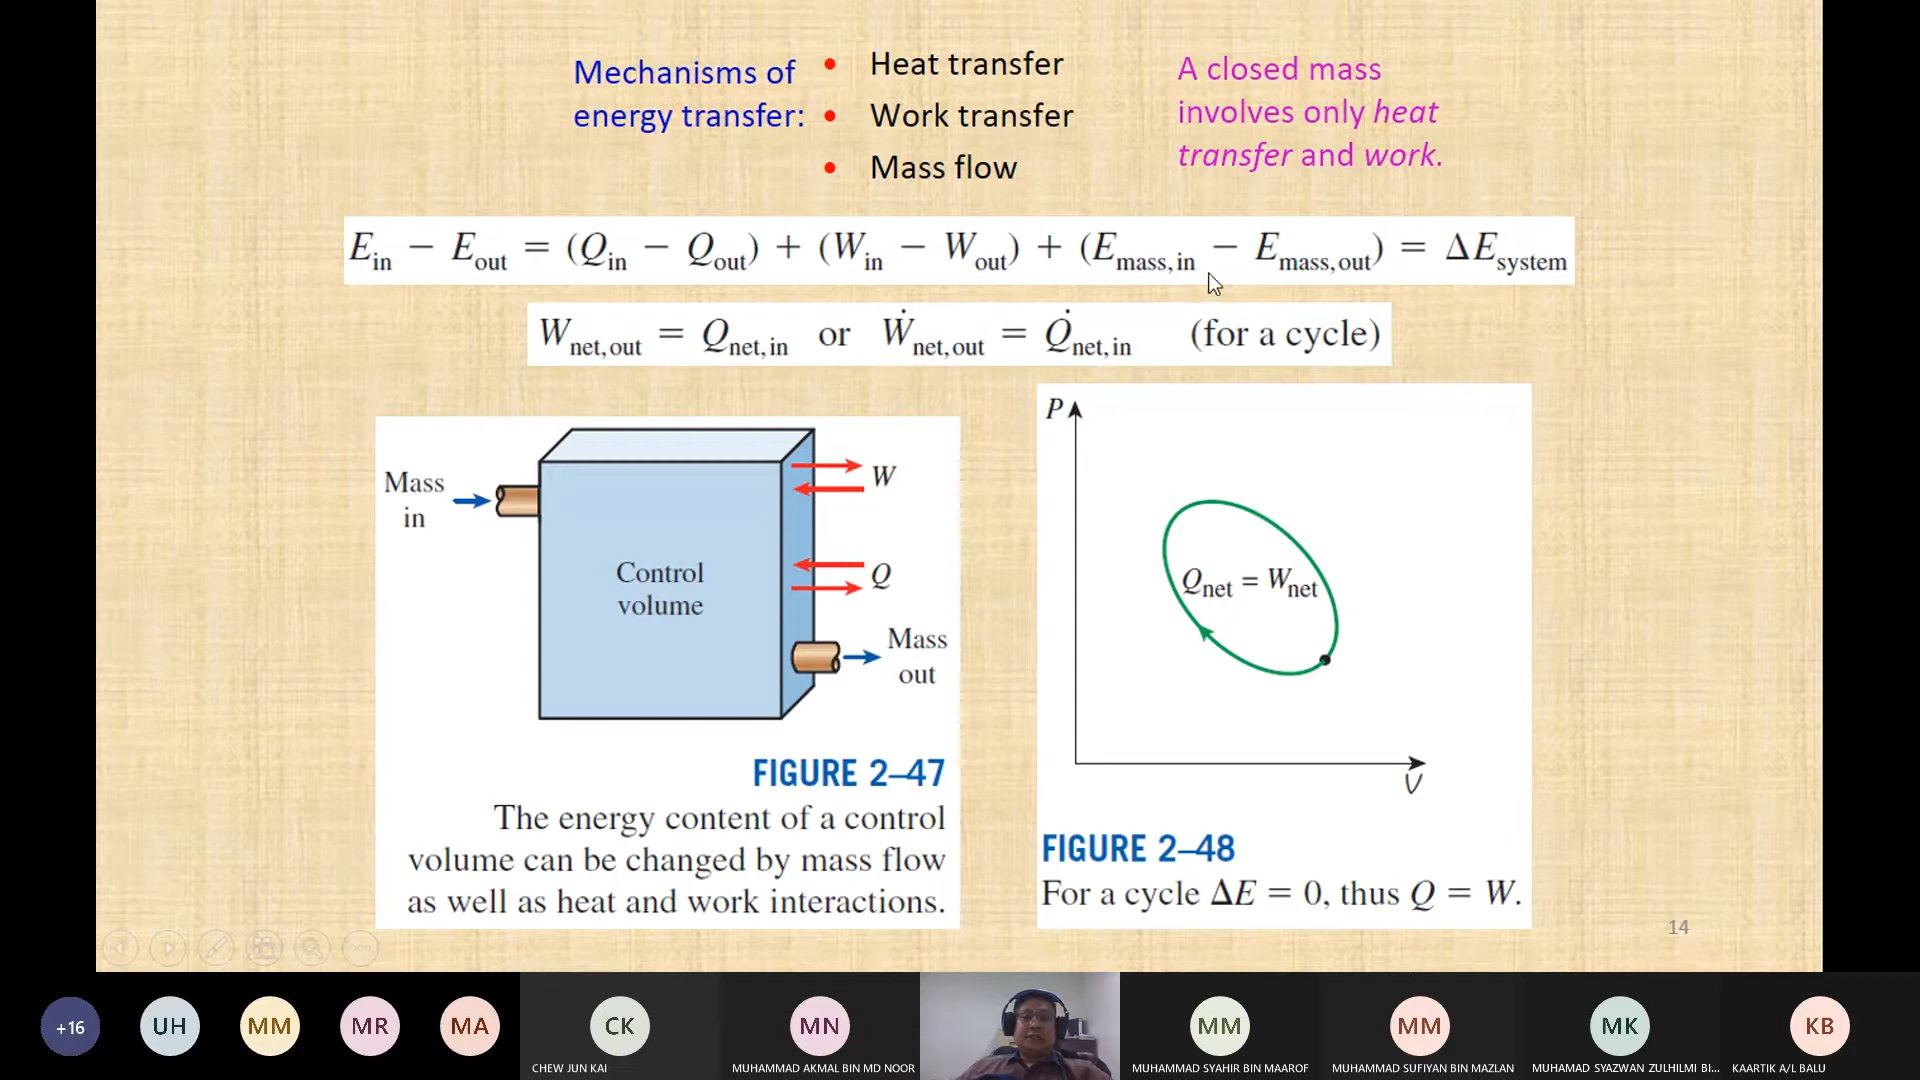 Mechanisms of
energy transfer:
• Heat transfer
• Work transfer
• Mass flow
A closed mass
involves only heat
transfer and work.
E_in − E_out = (Q_in − Q_out) + (W_in − W_out) + (E_mass, in − E_mass, out) = ΔE_system
W_net, out = Q_net, in or Ẇ_net, out = Q̇_net, in (for a cycle)
Mass
in
W
Control
volume
Q
Mass
out
FIGURE 2–47
The energy content of a control
volume can be changed by mass flow
as well as heat and work interactions.
P
Q_net = W_net
V
FIGURE 2–48
For a cycle ΔE = 0, thus Q = W.
14
+16
UH
MM
MR
MA
CK
CHEW JUN KAI
MN
MUHAMMAD AKMAL BIN MD NOOR
MM
MUHAMMAD SYAHIR BIN MAAROF
MM
MUHAMMAD SUFIYAN BIN MAZLAN
MK
MUHAMAD SYAZWAN ZULHILMI BI...
KB
KAARTIK A/L BALU